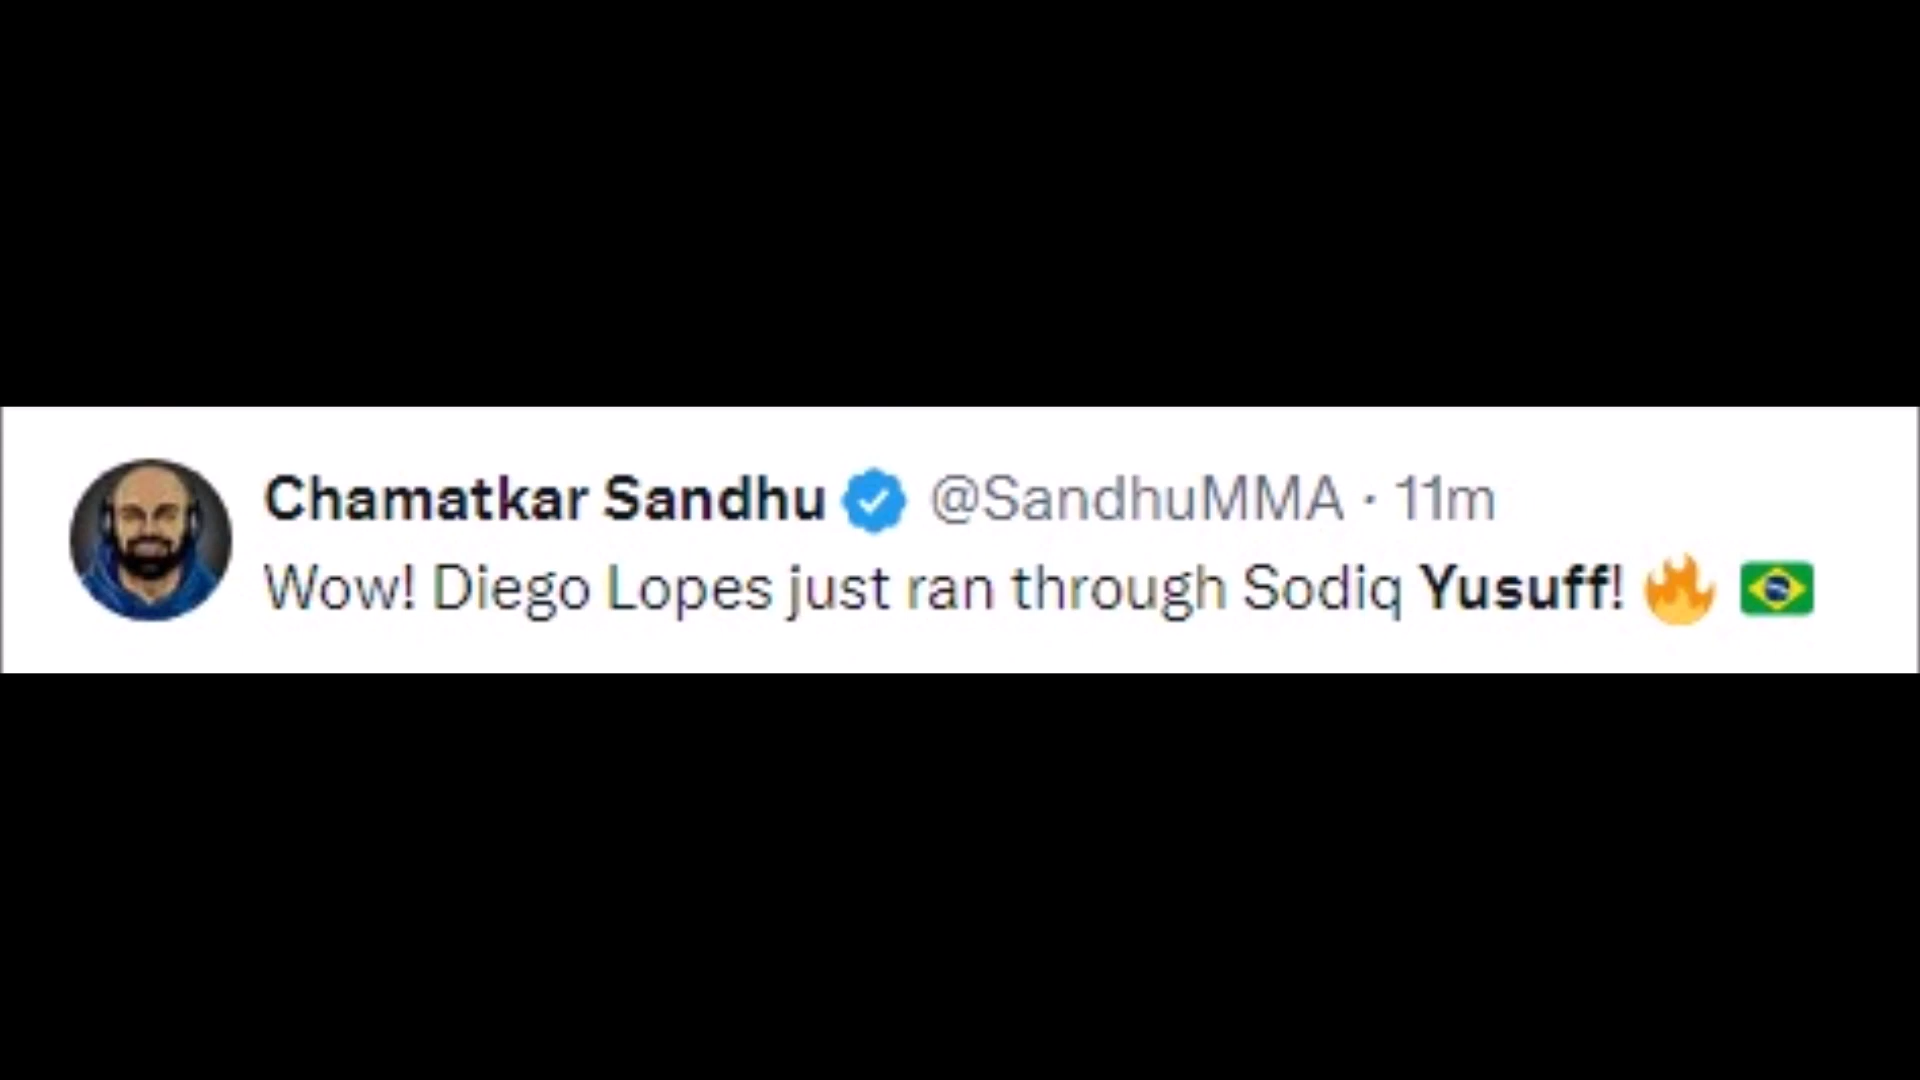 Chamatkar Sandhu @SandhuMMA · 11m
Wow! Diego Lopes just ran through Sodiq Yusuff! 🔥 🇧🇷